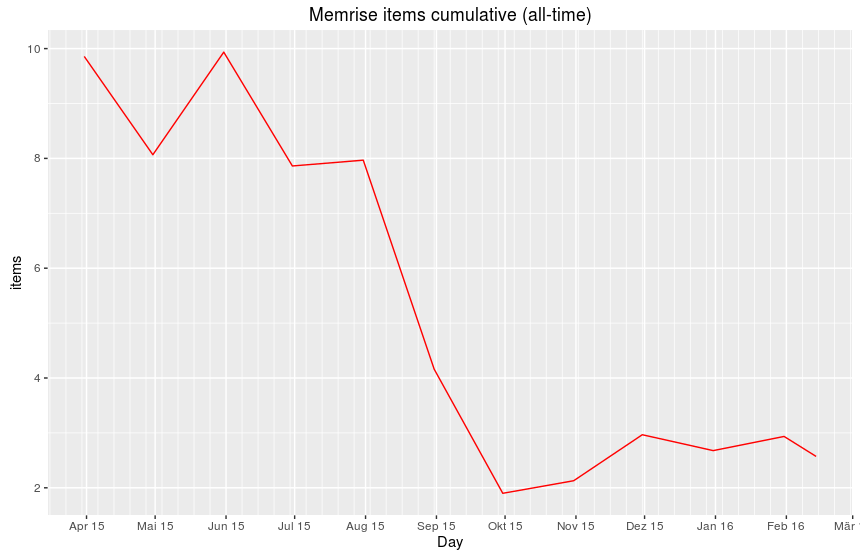 Memrise items cumulative (all-time)
10
8
6
4
2
items
Apr 15 Mai 15 Jun 15 Jul 15 Aug 15 Sep 15 Okt 15 Nov 15 Dez 15 Jan 16 Feb 16 Mär
Day